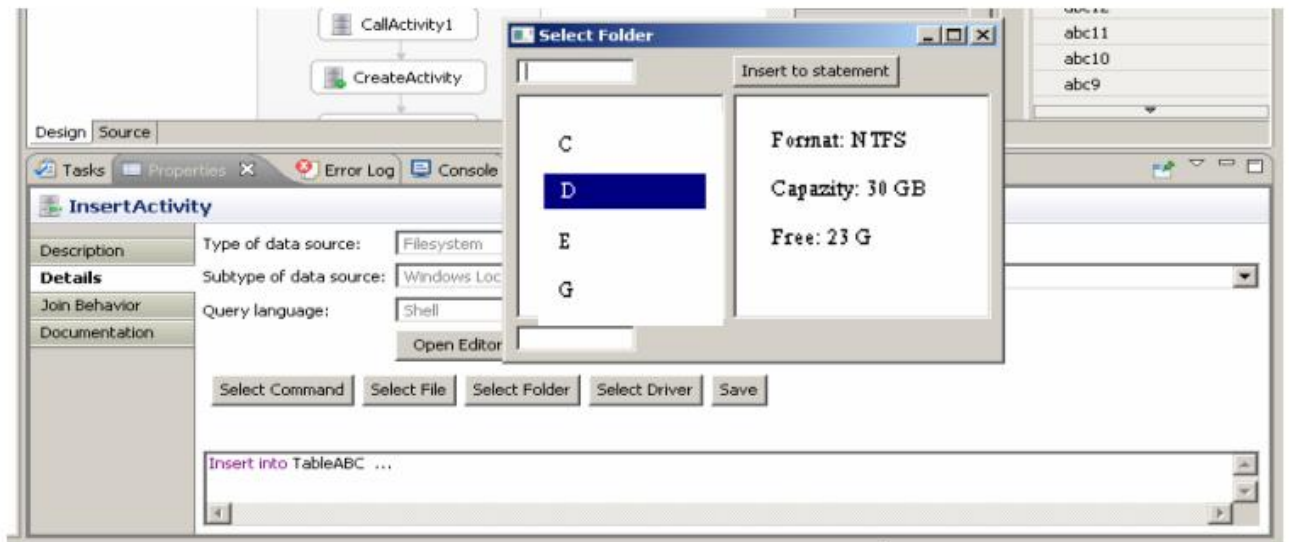 CallActivity1
CreateActivity
abc12
abc11
abc10
abc9
Design Source
Select Folder
Insert to statement
C
D
E
G
Format: NTFS
Capazity: 30 GB
Free: 23 G
Tasks Properties Error Log Console
InsertActivity
Description
Details
Join Behavior
Documentation
Type of data source: Filesystem
Subtype of data source: Windows Loc
Query language: Shell
Open Editor
Select Command Select File Select Folder Select Driver Save
Insert into TableABC ...